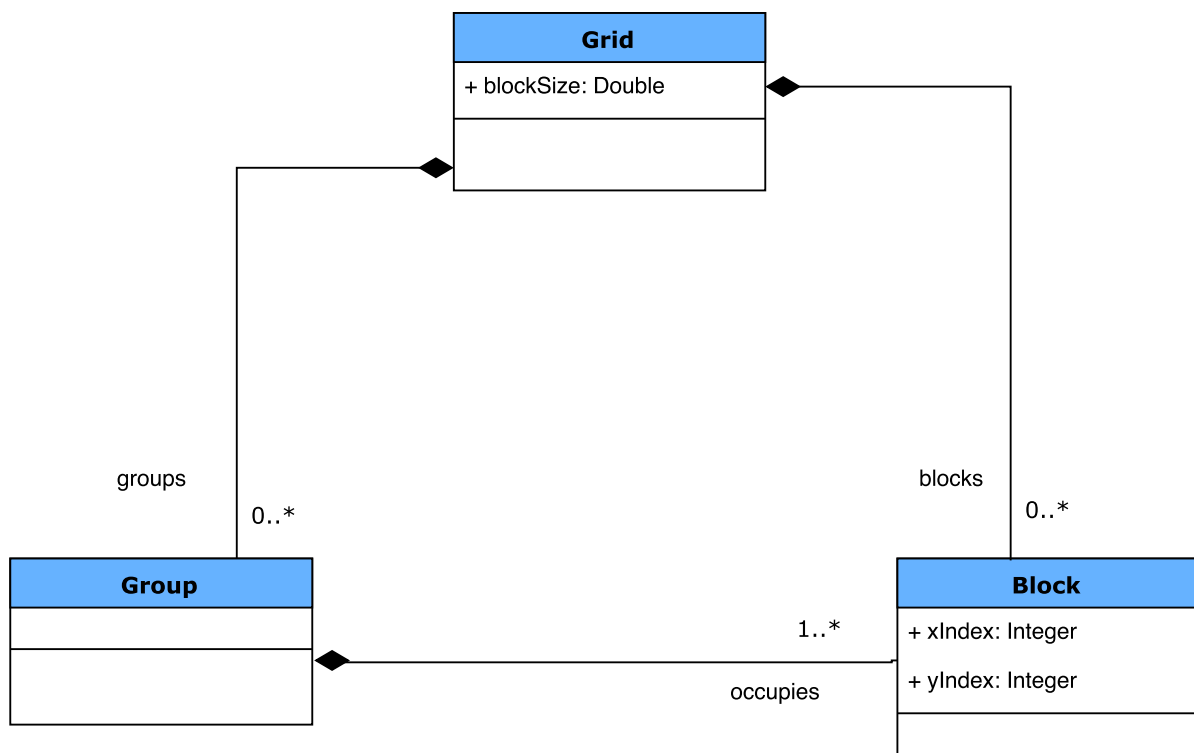 Grid
+ blockSize: Double
groups
0..*
blocks
0..*
Group
Block
+ xIndex: Integer
+ yIndex: Integer
1..*
occupies